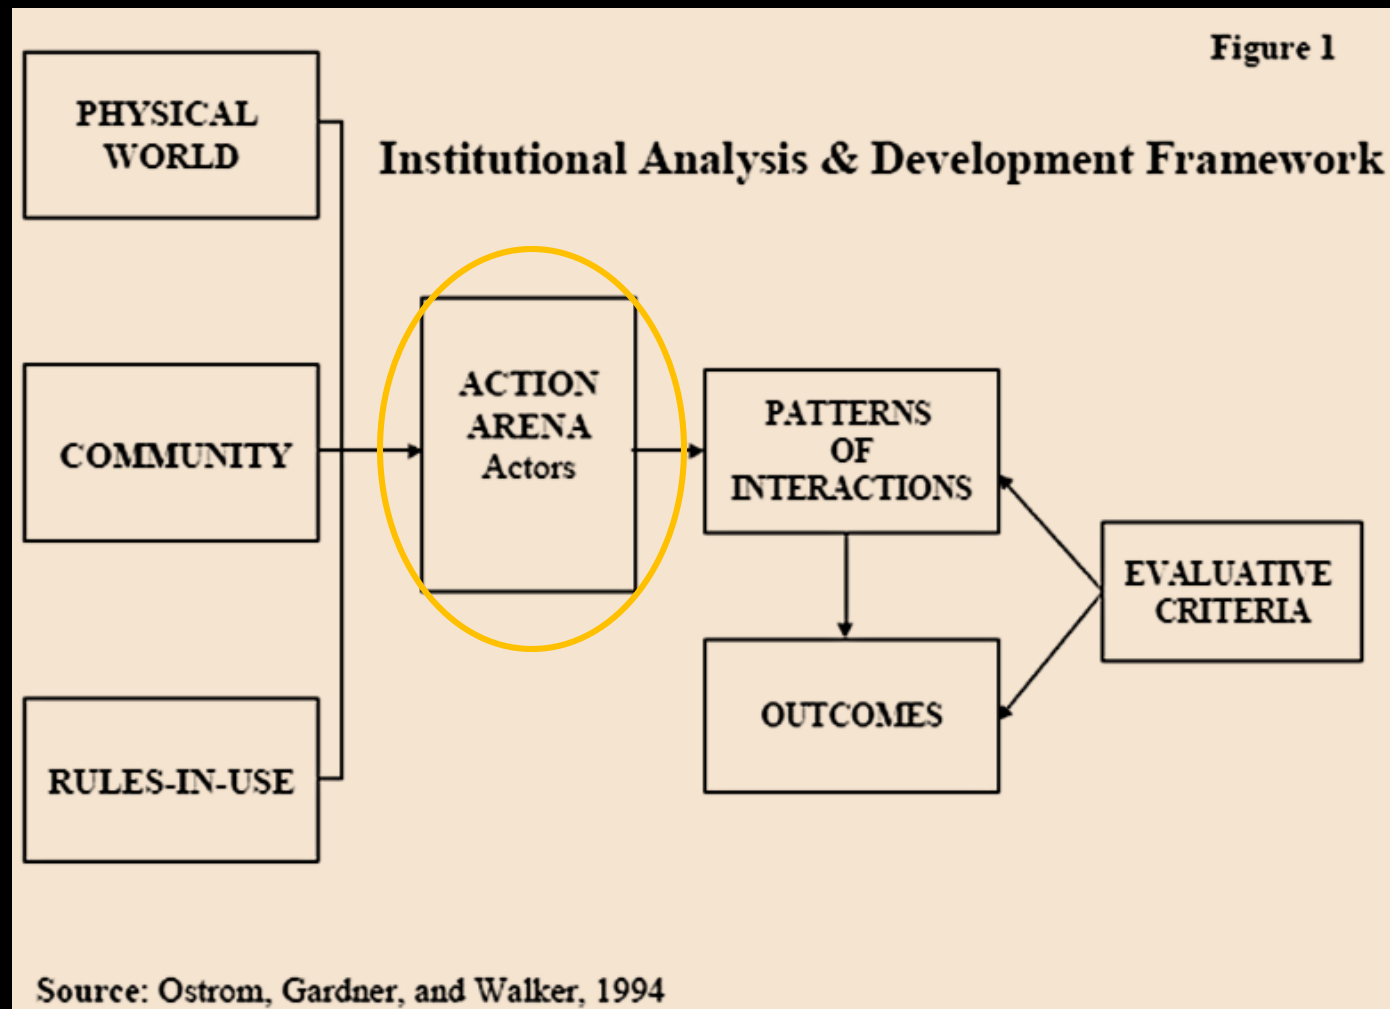 Figure 1
Institutional Analysis & Development Framework
PHYSICAL
WORLD
COMMUNITY
RULES-IN-USE
ACTION
ARENA
Actors
PATTERNS
OF
INTERACTIONS
OUTCOMES
EVALUATIVE
CRITERIA
Source: Ostrom, Gardner, and Walker, 1994